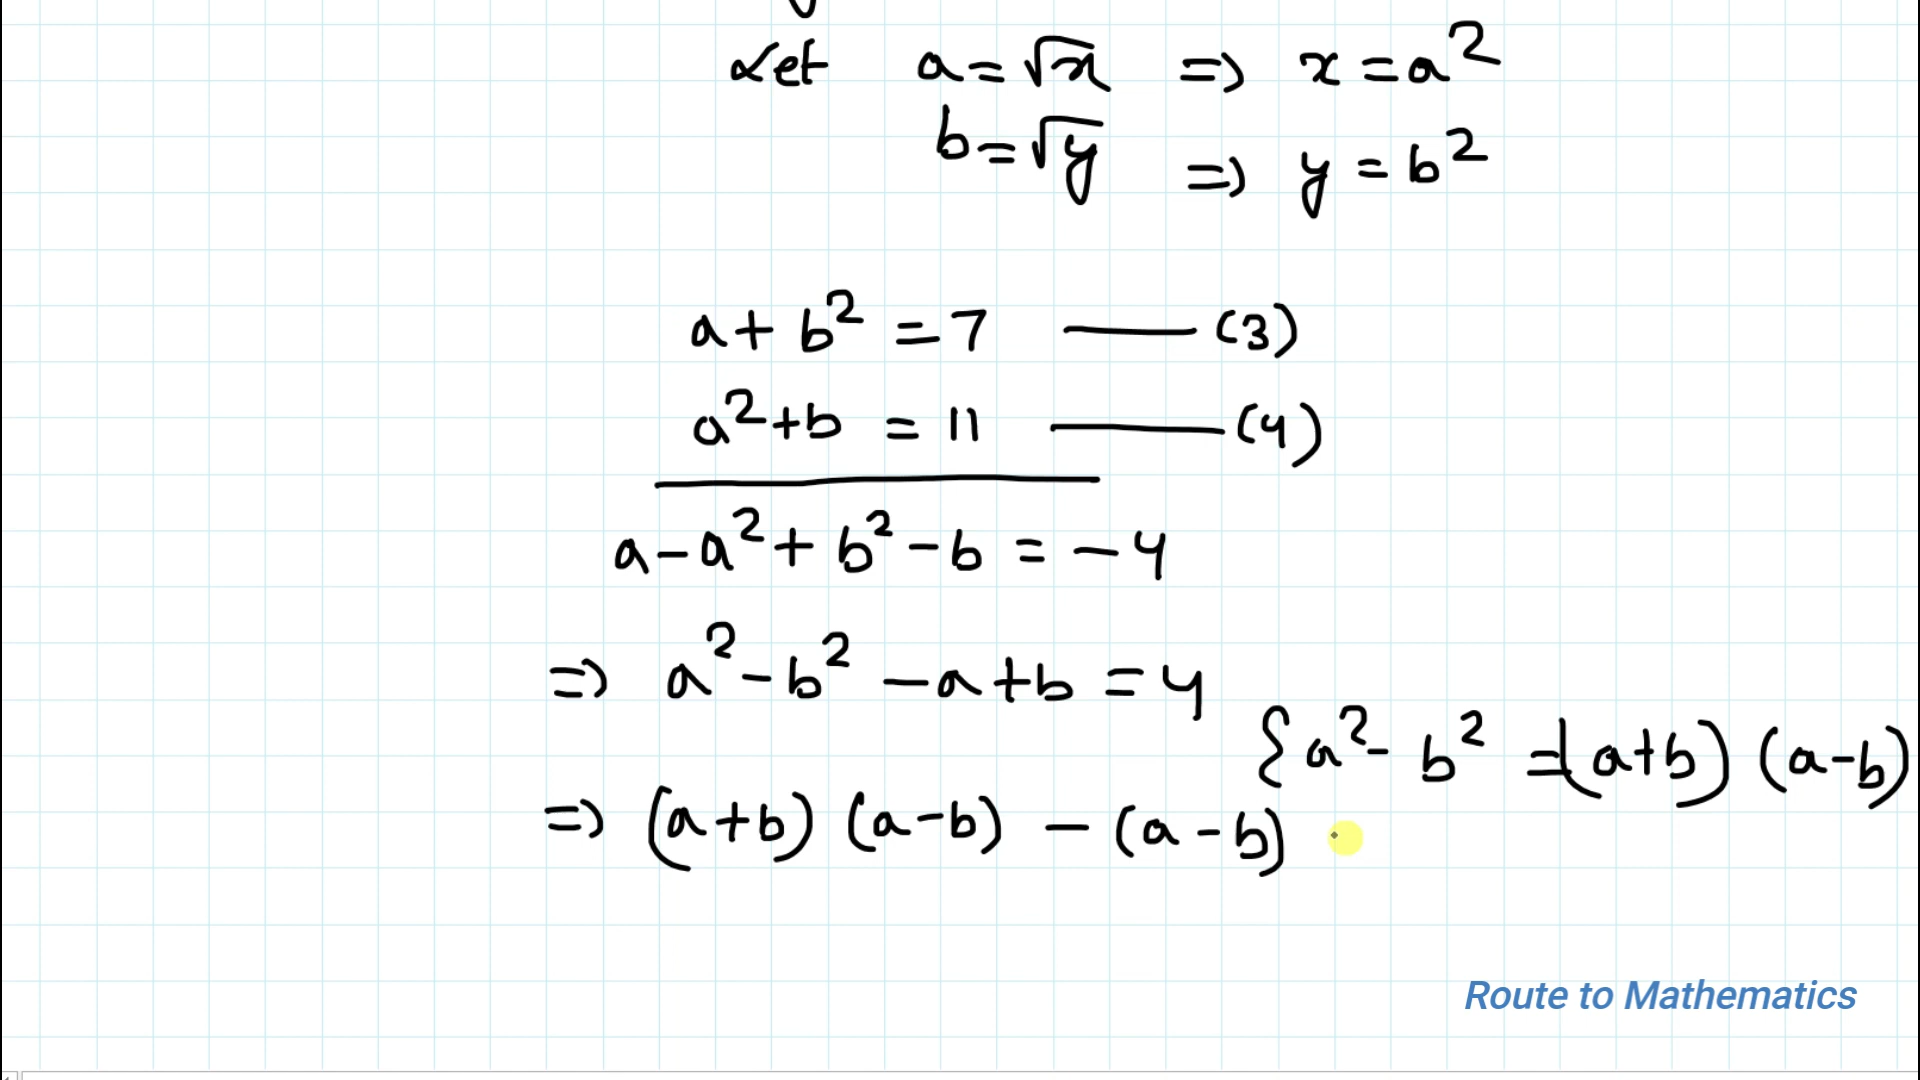 Let a = √x => x = a²
b = √y => y = b²
a + b² = 7 —— (3)
a² + b = 11 —— (4)
a - a² + b² - b = -4
=> a² - b² - a + b = 4
{a² - b² = (a+b) (a-b)
=> (a+b) (a-b) - (a-b)
Route to Mathematics